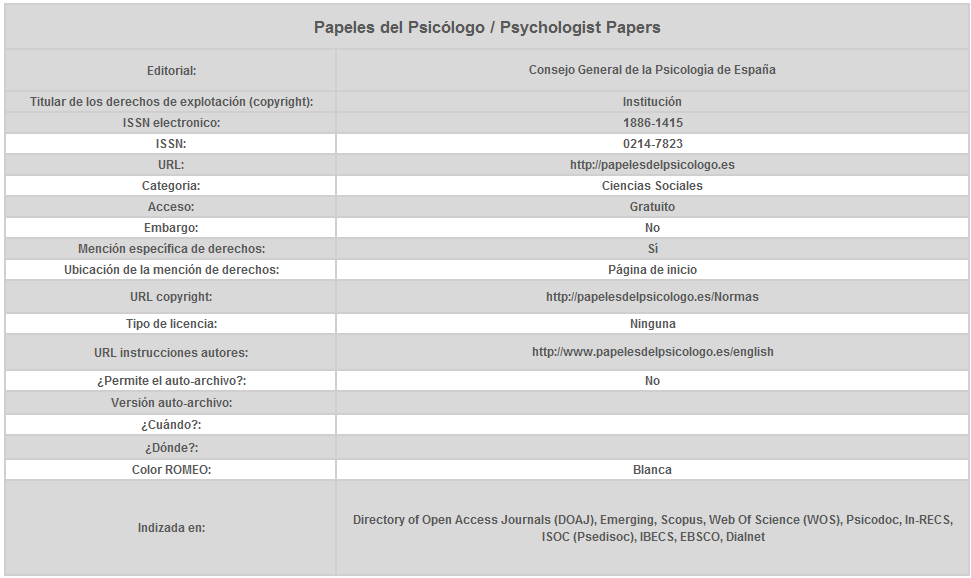 Papeles del Psicólogo / Psychologist Papers
Editorial: Consejo General de la Psicología de España
Titular de los derechos de explotación (copyright): Institución
ISSN electronico: 1886-1415
ISSN: 0214-7823
URL: http://papelesdelpsicologo.es
Categoria: Ciencias Sociales
Acceso: Gratuito
Embargo: No
Mención específica de derechos: Sí
Ubicación de la mención de derechos: Página de inicio
URL copyright: http://papelesdelpsicologo.es/Normas
Tipo de licencia: Ninguna
URL instrucciones autores: http://www.papelesdelpsicologo.es/english
¿Permite el auto-archivo?: No
Versión auto-archivo:
¿Cuándo?:
¿Dónde?:
Color ROMEO: Blanca
Indizada en: Directory of Open Access Journals (DOAJ), Emerging, Scopus, Web Of Science (WOS), Psicodoc, In-RECS,
ISOC (Psedisoc), IBECS, EBSCO, Dialnet